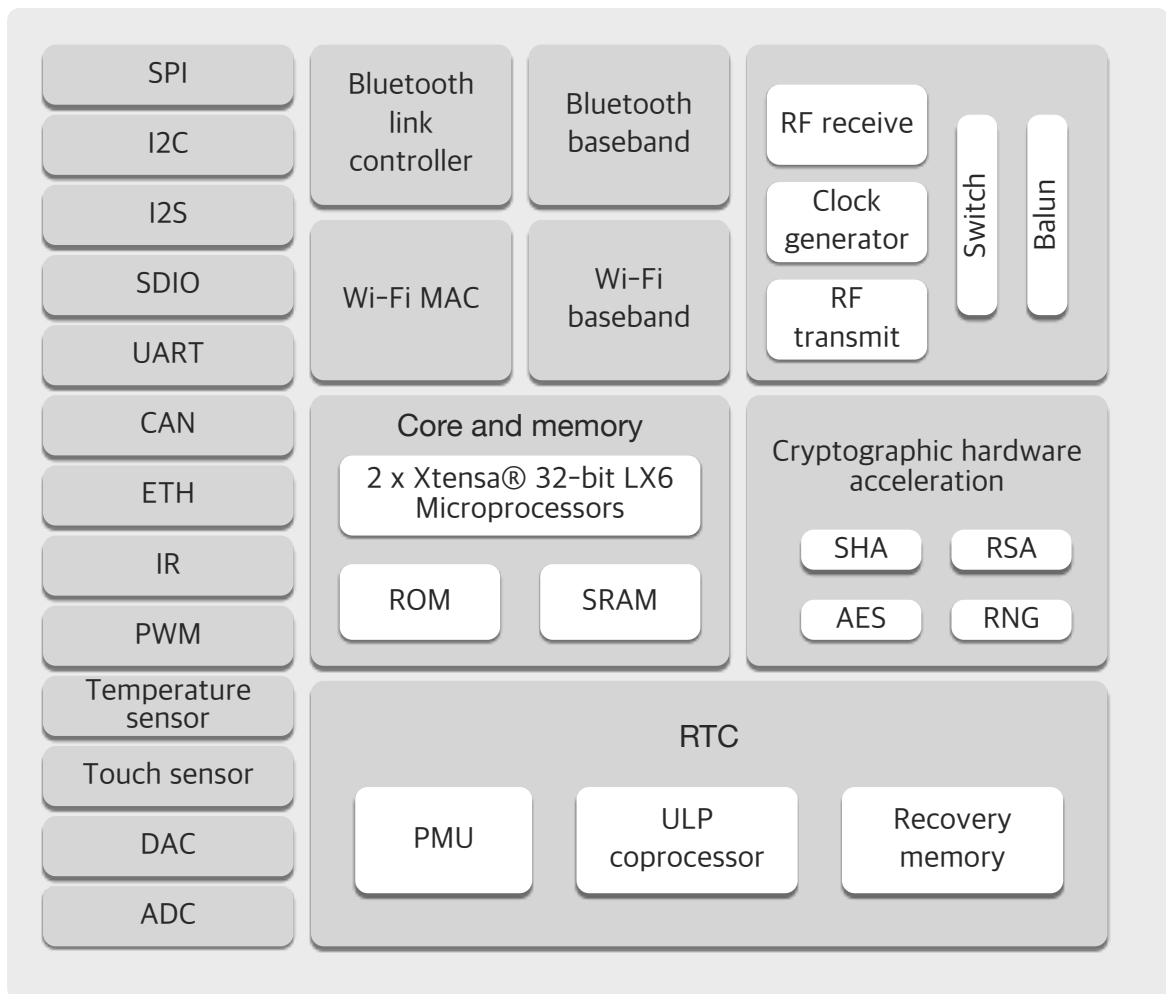 SPI
I2C
I2S
SDIO
UART
CAN
ETH
IR
PWM
Temperature
sensor
Touch sensor
DAC
ADC
Bluetooth
link
controller
Bluetooth
baseband
Wi-Fi MAC
Wi-Fi
baseband
RF receive
Clock
generator
RF
transmit
Switch
Balun
Core and memory
2 x Xtensa® 32-bit LX6
Microprocessors
ROM
SRAM
Cryptographic hardware
acceleration
SHA
RSA
AES
RNG
RTC
PMU
ULP
coprocessor
Recovery
memory